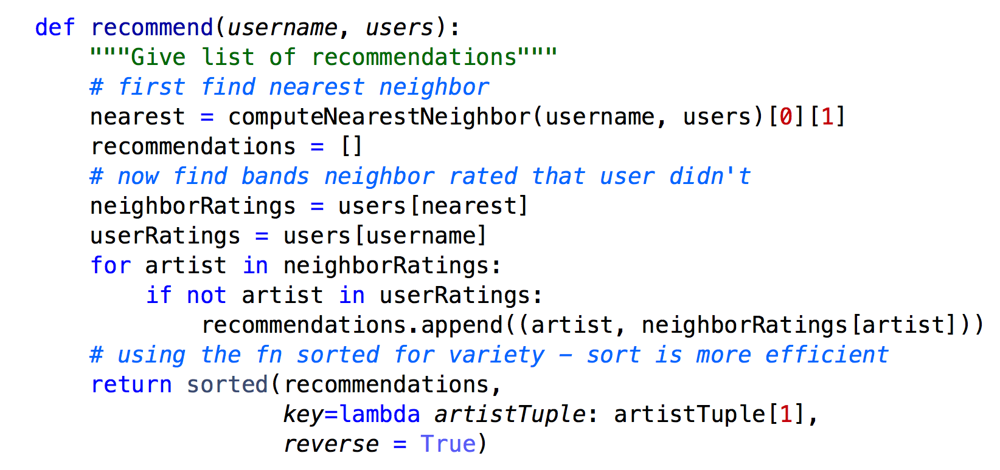 def recommend(username, users):
    """Give list of recommendations"""
    # first find nearest neighbor
    nearest = computeNearestNeighbor(username, users)[0][1]
    recommendations = []
    # now find bands neighbor rated that user didn't
    neighborRatings = users[nearest]
    userRatings = users[username]
    for artist in neighborRatings:
        if not artist in userRatings:
            recommendations.append((artist, neighborRatings[artist]))
    # using the fn sorted for variety – sort is more efficient
    return sorted(recommendations,
                  key=lambda artistTuple: artistTuple[1],
                  reverse = True)